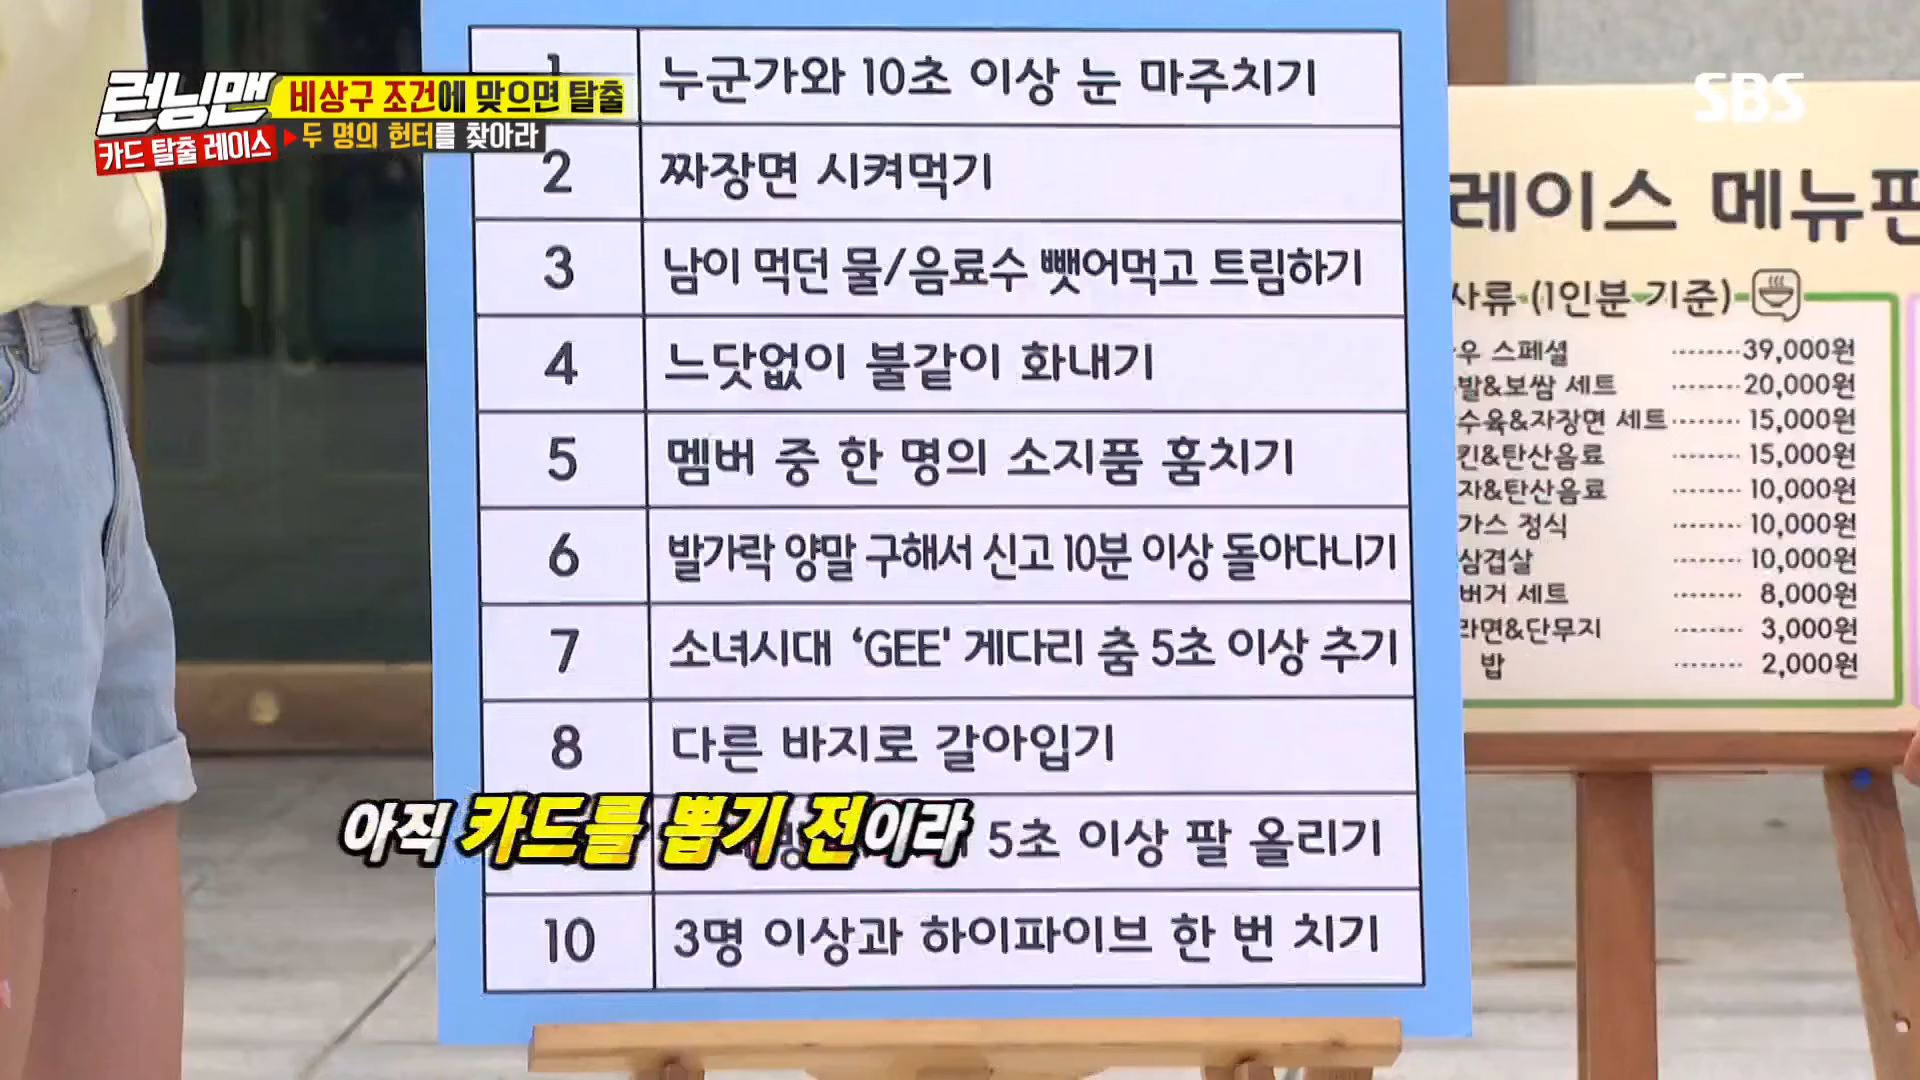 런닝맨
카드 탈출 레이스
비상구 조건에 맞으면 탈출
두 명의 헌터를 찾아라
SBS
1 누군가와 10초 이상 눈 마주치기
2 짜장면 시켜먹기
3 남이 먹던 물/음료수 뺏어먹고 트림하기
4 느닷없이 불같이 화내기
5 멤버 중 한 명의 소지품 훔치기
6 발가락 양말 구해서 신고 10분 이상 돌아다니기
7 소녀시대 ‘GEE' 게다리 춤 5초 이상 추기
8 다른 바지로 갈아입기
5초 이상 팔 올리기
10 3명 이상과 하이파이브 한 번 치기
아직 카드를 뽑기 전이라
레이스 메뉴판
사류 (1인분 기준)
우 스페셜 39,000원
발&보쌈 세트 20,000원
수육&자장면 세트 15,000원
킨&탄산음료 15,000원
자&탄산음료 10,000원
가스 정식 10,000원
삼겹살 10,000원
버거 세트 8,000원
라면&단무지 3,000원
밥 2,000원